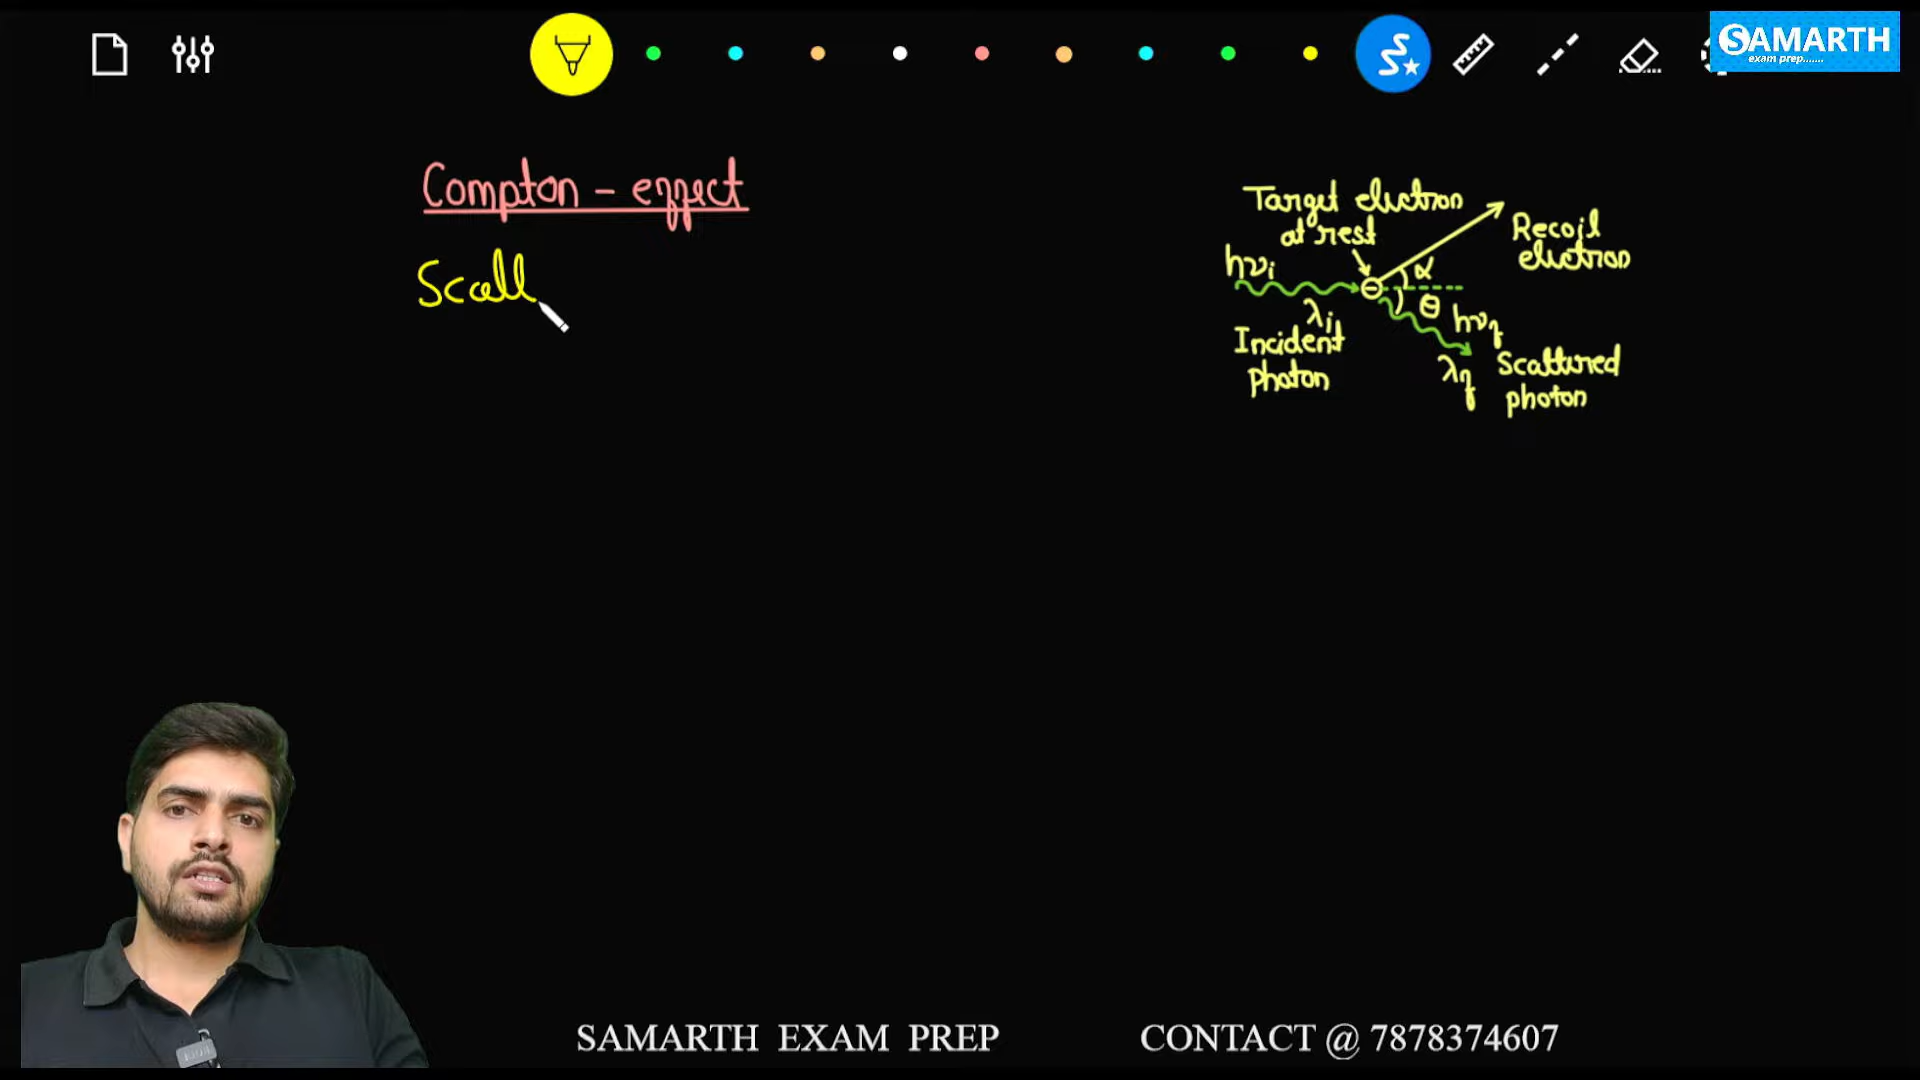 SAMARTH
exam prep.......
Compton - effect
Scatt
Target electron
at rest
Recoil
electron
hνi
α
θ
hνf
λi
Incident
photon
λf
Scattered
photon
SAMARTH EXAM PREP
CONTACT @ 7878374607